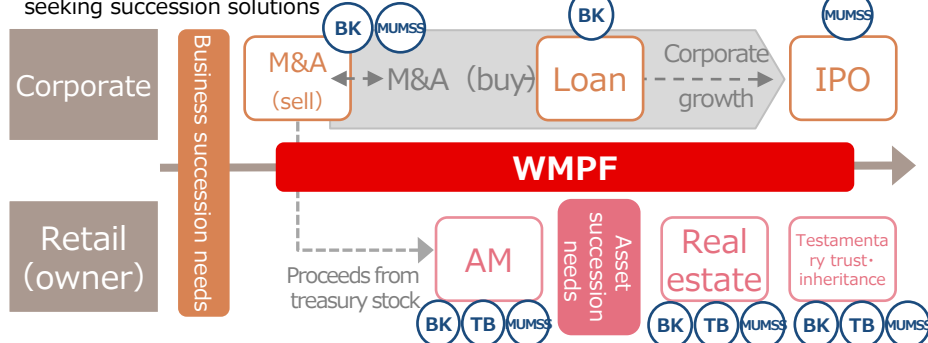 seeking succession solutions
BK
MUMSS
BK
MUMSS
Corporate
Business succession needs
M&A
(sell)
M&A (buy)
Loan
Corporate
growth
IPO
WMPF
Retail
(owner)
Proceeds from
treasury stock
AM
Asset
succession
needs
Real
estate
Testamenta
ry trust・
inheritance
BK
TB
MUMSS
BK
TB
MUMSS
BK
TB
MUMSS